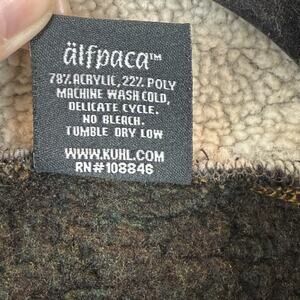 älfpaca™
78% ACRYLIC, 22% POLY
MACHINE WASH COLD,
DELICATE CYCLE.
NO BLEACH.
TUMBLE DRY LOW
WWW.KUHL.COM
RN#108846